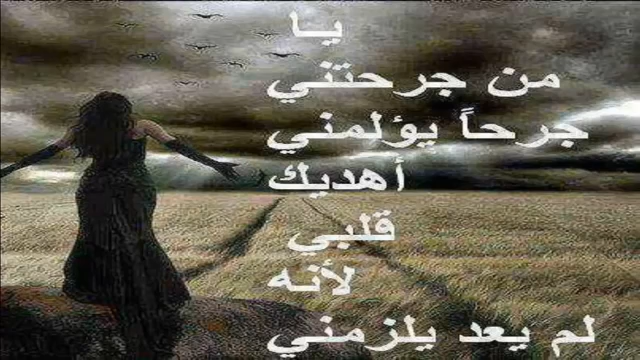 يا
من جرحتني
جرحاً يؤلمني
أهديك
قلبي
لأنه
لم يعد يلزمني